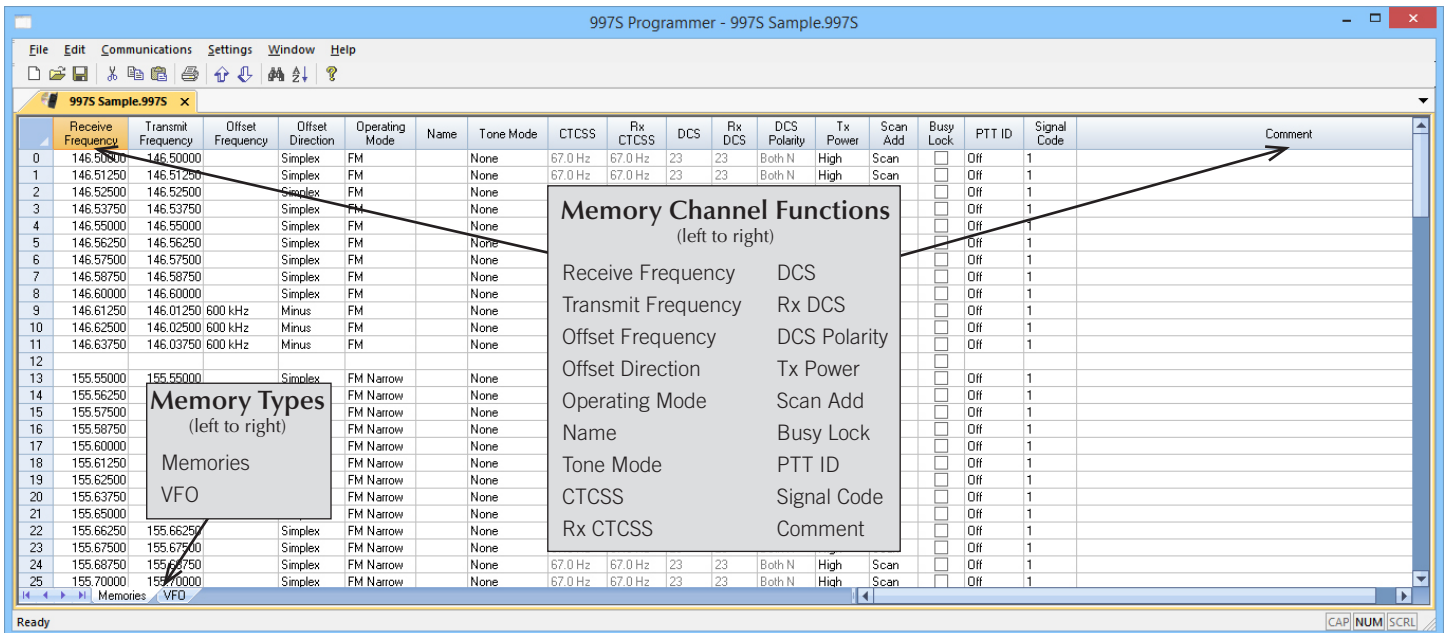 997S Programmer - 997S Sample.997S
File Edit Communications Settings Window Help
997S Sample.997S
Receive Frequency Transmit Frequency Offset Frequency Offset Direction Operating Mode Name Tone Mode CTCSS Rx CTCSS DCS Rx DCS DCS Polarity Tx Power Scan Add Busy Lock PTT ID Signal Code Comment
0 146.50000 146.50000 Simplex FM None 67.0 Hz 67.0 Hz 23 23 Both N High Scan Off 1
1 146.51250 146.51250 Simplex FM None 67.0 Hz 67.0 Hz 23 23 Both N High Scan Off 1
2 146.52500 146.52500 Simplex FM None Off 1
3 146.53750 146.53750 Simplex FM None Off 1
4 146.55000 146.55000 Simplex FM None Off 1
5 146.56250 146.56250 Simplex FM None Off 1
6 146.57500 146.57500 Simplex FM None Off 1
7 146.58750 146.58750 Simplex FM None Off 1
8 146.60000 146.60000 Simplex FM None Off 1
9 146.61250 146.01250 600 kHz Minus FM None Off 1
10 146.62500 146.02500 600 kHz Minus FM None Off 1
11 146.63750 146.03750 600 kHz Minus FM None Off 1
12
13 155.55000 155.55000 Simplex FM Narrow None Off 1
14 155.56250 FM Narrow None Off 1
15 155.57500 FM Narrow None Off 1
16 155.58750 FM Narrow None Off 1
17 155.60000 FM Narrow None Off 1
18 155.61250 FM Narrow None Off 1
19 155.62500 FM Narrow None Off 1
20 155.63750 FM Narrow None Off 1
21 155.65000 FM Narrow None Off 1
22 155.66250 155.66250 Simplex FM Narrow None Off 1
23 155.67500 155.67500 Simplex FM Narrow None Off 1
24 155.68750 155.68750 Simplex FM Narrow None 67.0 Hz 67.0 Hz 23 23 Both N High Scan Off 1
25 155.70000 155.70000 Simplex FM Narrow None 67.0 Hz 67.0 Hz 23 23 Both N High Scan Off 1
Memory Channel Functions
(left to right)
Receive Frequency
Transmit Frequency
Offset Frequency
Offset Direction
Operating Mode
Name
Tone Mode
CTCSS
Rx CTCSS
DCS
Rx DCS
DCS Polarity
Tx Power
Scan Add
Busy Lock
PTT ID
Signal Code
Comment
Memory Types
(left to right)
Memories
VFO
Memories VFO
Ready CAP NUM SCRL